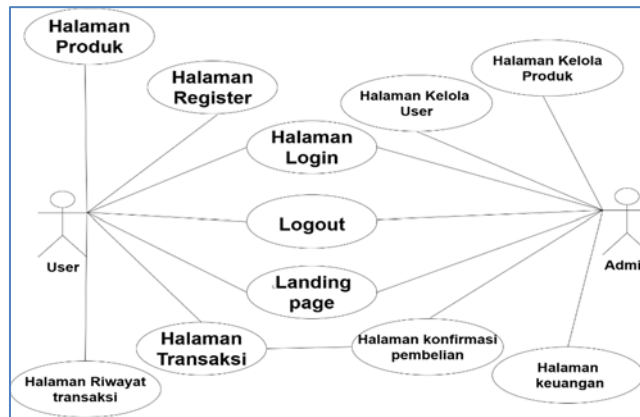 Halaman
Produk
Halaman
Register
Halaman Kelola
User
Halaman Kelola
Produk
Halaman
Login
Logout
User
Admi
Landing
page
Halaman
Transaksi
Halaman konfirmasi
pembelian
Halaman Riwayat
transaksi
Halaman
keuangan